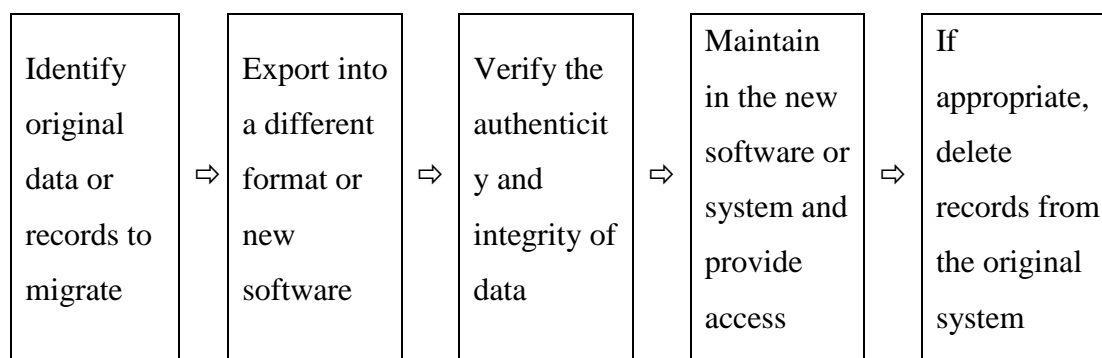 Identify
original
data or
records to
migrate
⇨
Export into
a different
format or
new
software
⇨
Verify the
authenticit
y and
integrity of
data
⇨
Maintain
in the new
software or
system and
provide
access
⇨
If
appropriate,
delete
records from
the original
system